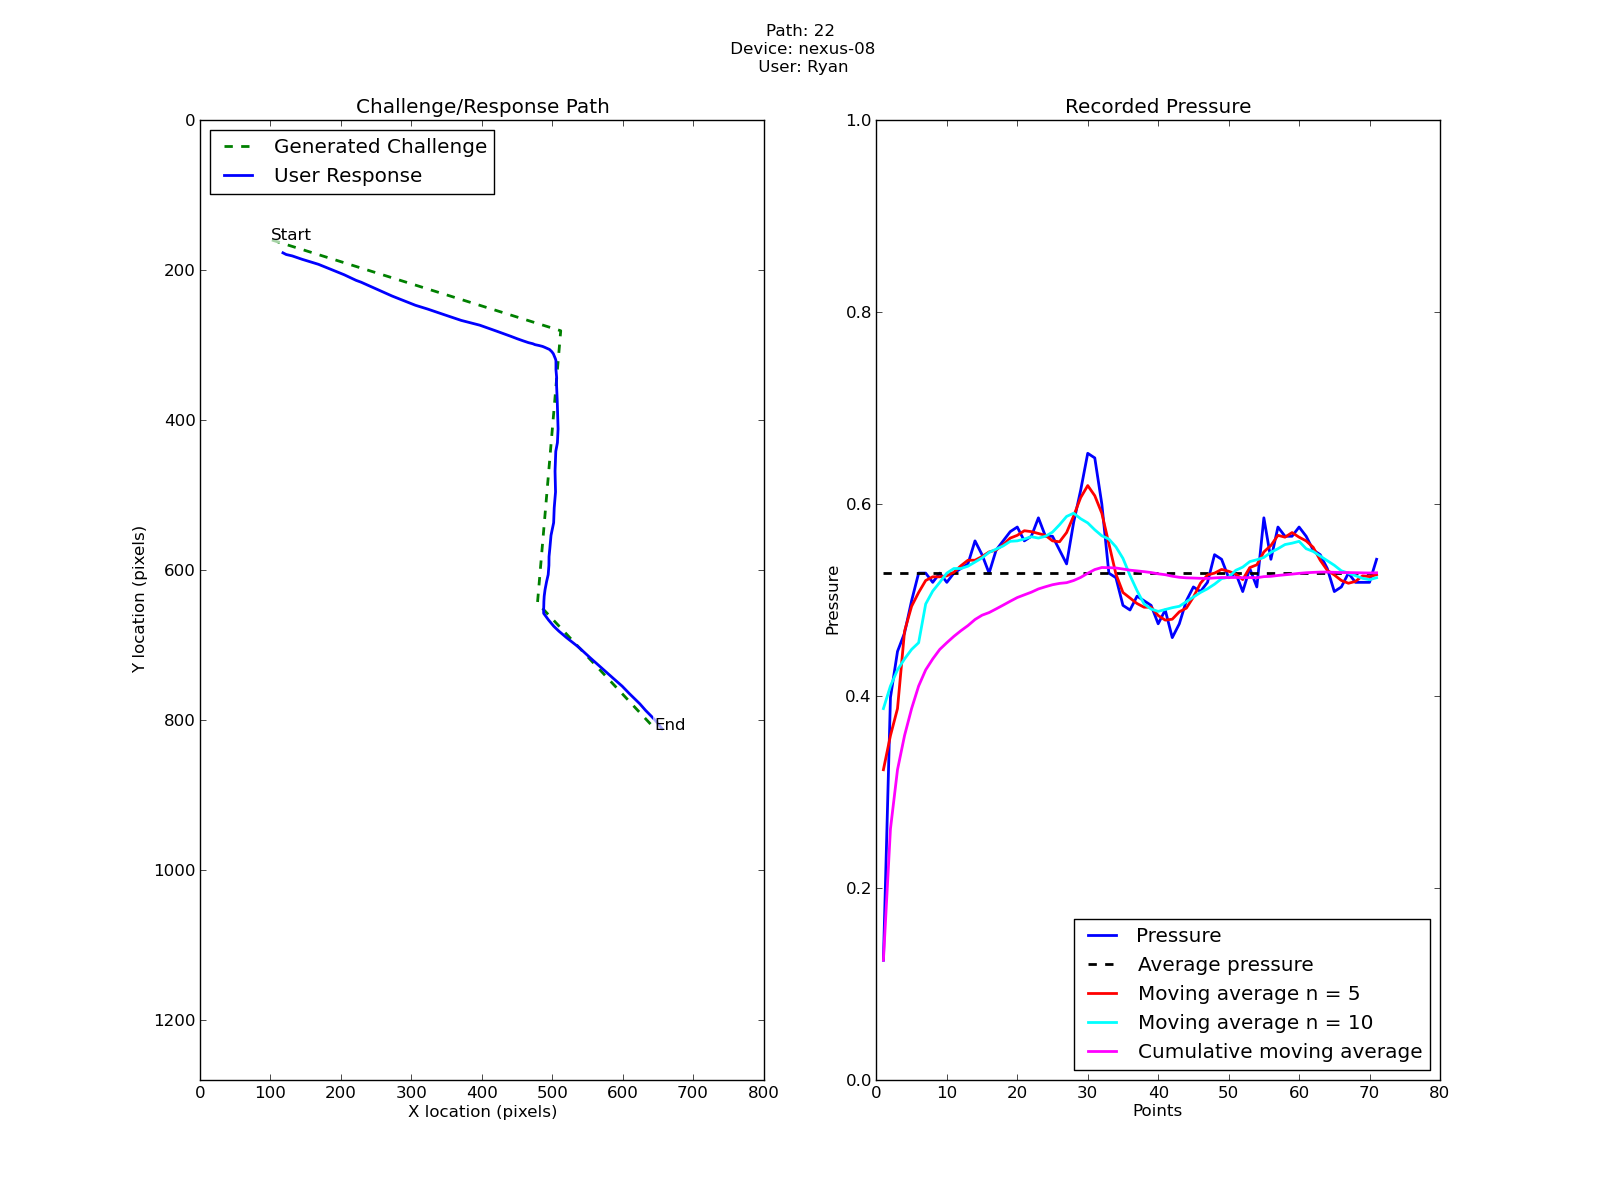 Path: 22
Device: nexus-08
User: Ryan
Challenge/Response Path
Generated Challenge
User Response
Start
End
0
200
400
600
800
1000
1200
Y location (pixels)
0 100 200 300 400 500 600 700 800
X location (pixels)
Recorded Pressure
1.0
0.8
0.6
0.4
0.2
0.0
Pressure
Pressure
Average pressure
Moving average n = 5
Moving average n = 10
Cumulative moving average
0 10 20 30 40 50 60 70 80
Points